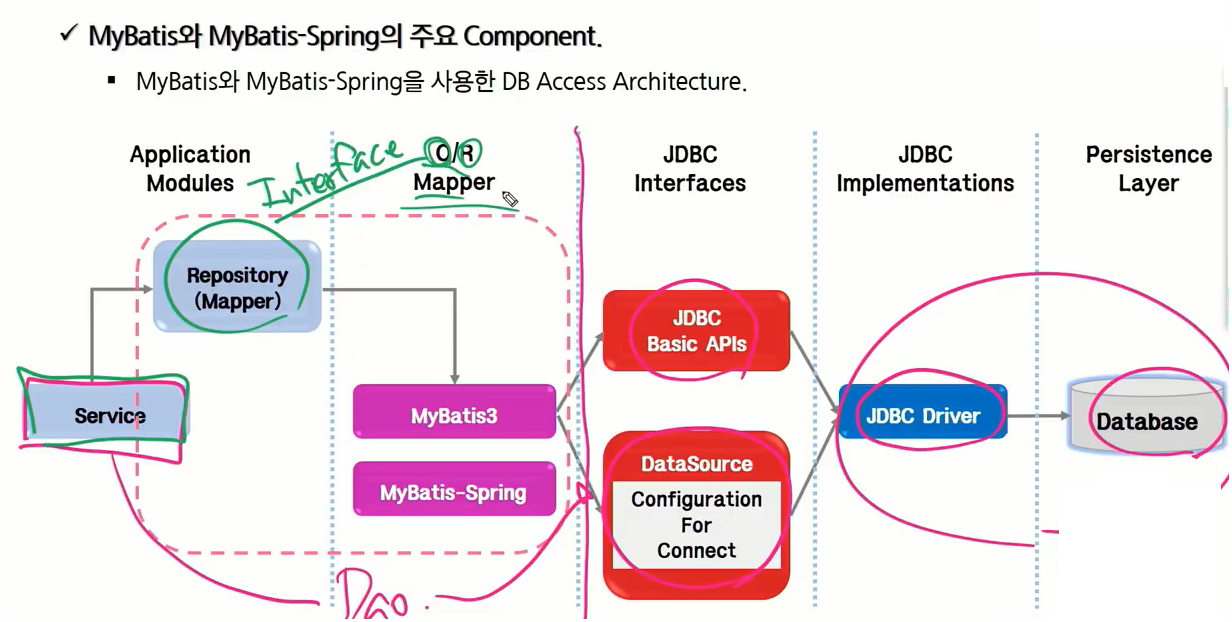 ✓ MyBatis와 MyBatis-Spring의 주요 Component.
▪ MyBatis와 MyBatis-Spring을 사용한 DB Access Architecture.
Application
Modules
Interface
O/R
Mapper
JDBC
Interfaces
JDBC
Implementations
Persistence
Layer
Repository
(Mapper)
Service
MyBatis3
MyBatis-Spring
JDBC
Basic APIs
DataSource
Configuration
For
Connect
JDBC Driver
Database
Dao.